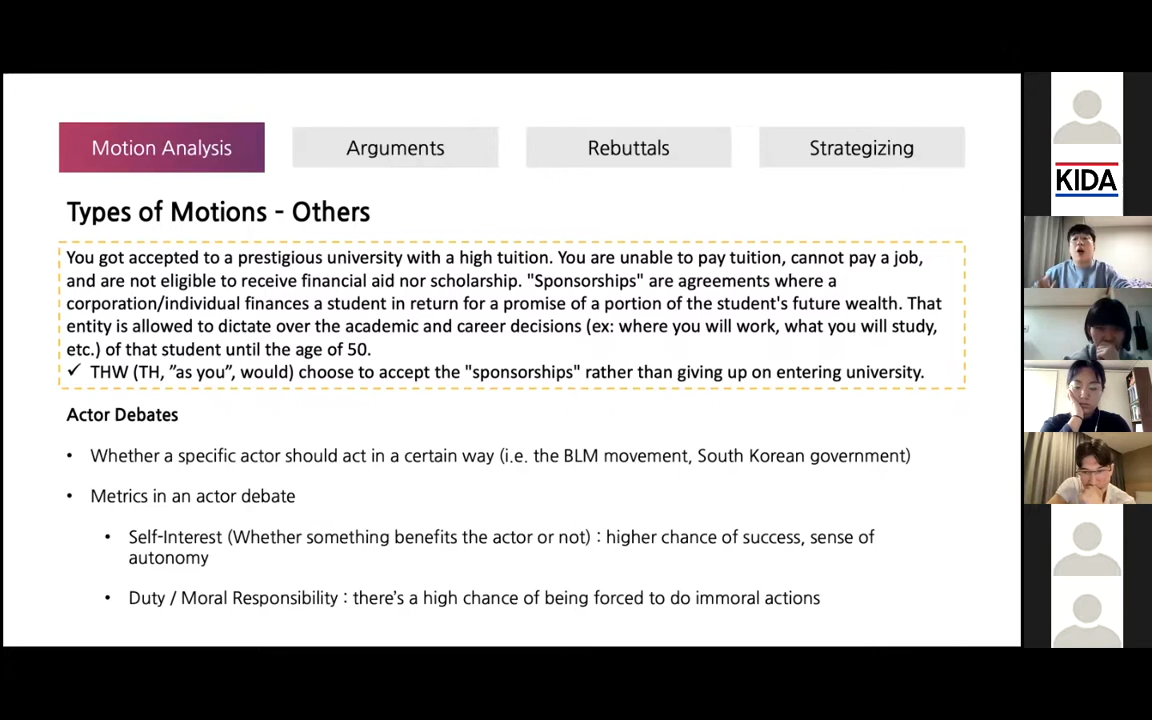 Motion Analysis
Arguments
Rebuttals
Strategizing
Types of Motions - Others
You got accepted to a prestigious university with a high tuition. You are unable to pay tuition, cannot pay a job,
and are not eligible to receive financial aid nor scholarship. "Sponsorships" are agreements where a
corporation/individual finances a student in return for a promise of a portion of the student's future wealth. That
entity is allowed to dictate over the academic and career decisions (ex: where you will work, what you will study,
etc.) of that student until the age of 50.
✓ THW (TH, ”as you”, would) choose to accept the "sponsorships" rather than giving up on entering university.
Actor Debates
• Whether a specific actor should act in a certain way (i.e. the BLM movement, South Korean government)
• Metrics in an actor debate
• Self-Interest (Whether something benefits the actor or not) : higher chance of success, sense of
autonomy
• Duty / Moral Responsibility : there's a high chance of being forced to do immoral actions
KIDA